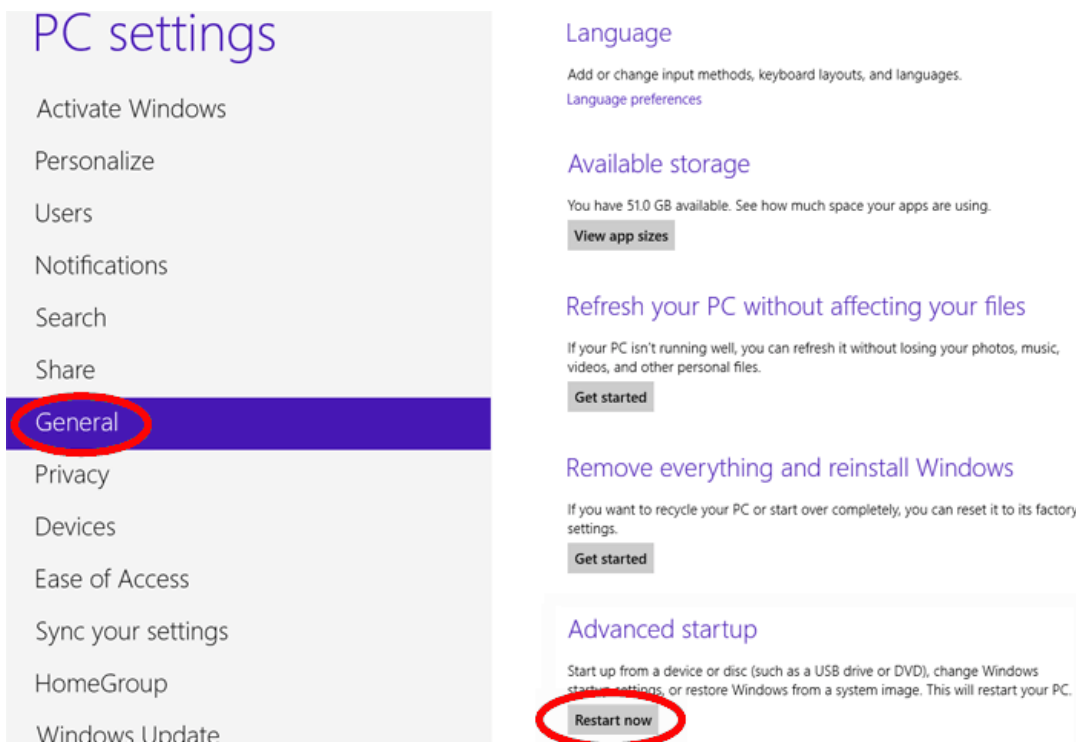 PC settings
Activate Windows
Personalize
Users
Notifications
Search
Share
General
Privacy
Devices
Ease of Access
Sync your settings
HomeGroup
Windows Update
Language
Add or change input methods, keyboard layouts, and languages.
Language preferences
Available storage
You have 51.0 GB available. See how much space your apps are using.
View app sizes
Refresh your PC without affecting your files
If your PC isn't running well, you can refresh it without losing your photos, music,
videos, and other personal files.
Get started
Remove everything and reinstall Windows
If you want to recycle your PC or start over completely, you can reset it to its factory
settings.
Get started
Advanced startup
Start up from a device or disc (such as a USB drive or DVD), change Windows
startup settings, or restore Windows from a system image. This will restart your PC.
Restart now